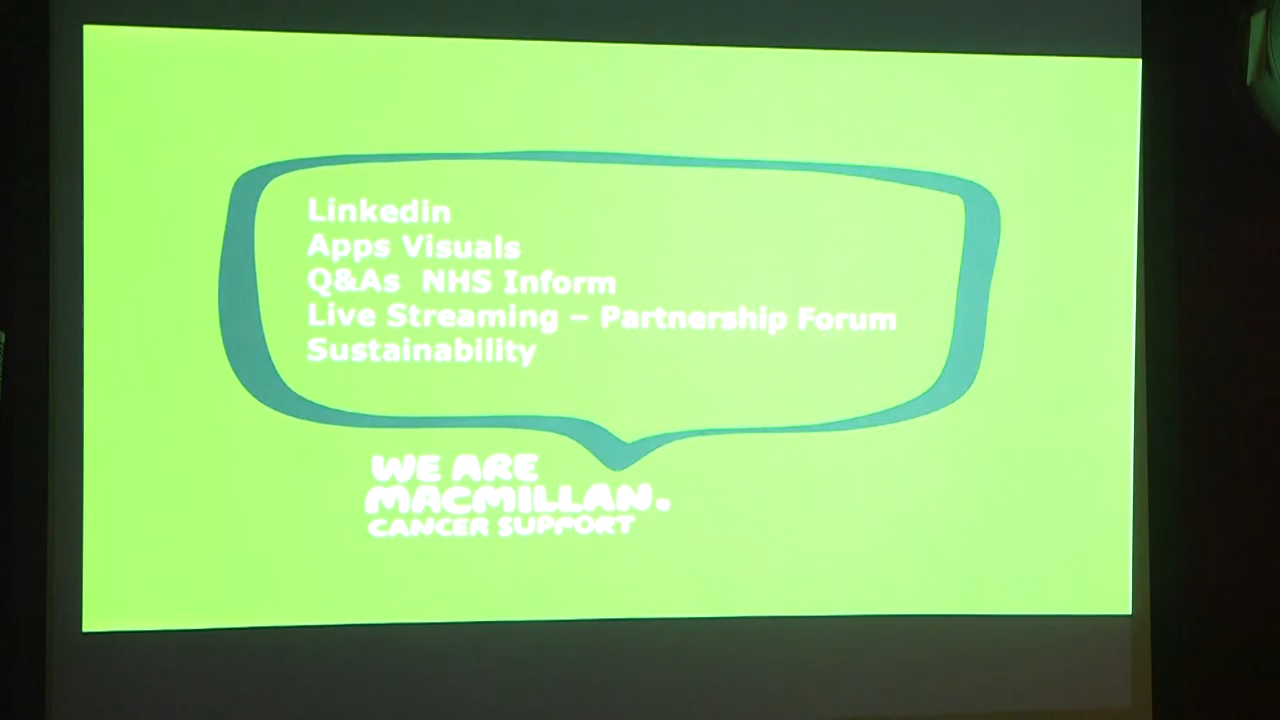 Linkedin
Apps Visuals
Q&As  NHS Inform
Live Streaming – Partnership Forum
Sustainability
WE ARE
MACMILLAN.
CANCER SUPPORT